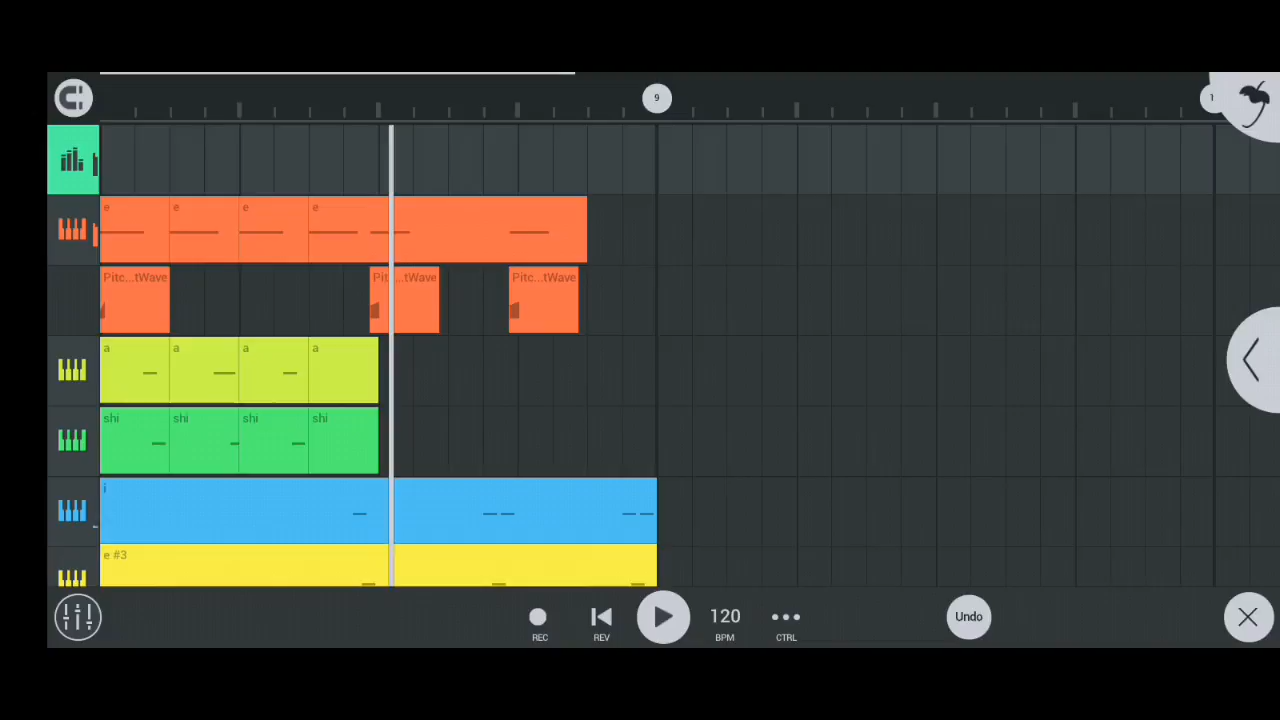 9
1
e e e e
Pitc...tWave Pit...tWave Pitc...tWave
a a a a
shi shi shi shi
i
e #3
120
Undo
REC REV BPM CTRL